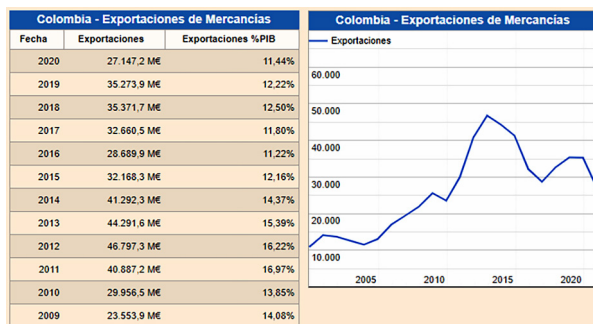 Colombia - Exportaciones de Mercancías
Fecha Exportaciones Exportaciones %PIB
2020 27.147,2 M€ 11,44%
2019 35.273,9 M€ 12,22%
2018 35.371,7 M€ 12,50%
2017 32.660,5 M€ 11,80%
2016 28.689,9 M€ 11,22%
2015 32.168,3 M€ 12,16%
2014 41.292,3 M€ 14,37%
2013 44.291,6 M€ 15,39%
2012 46.797,3 M€ 16,22%
2011 40.887,2 M€ 16,97%
2010 29.956,5 M€ 13,85%
2009 23.553,9 M€ 14,08%
Colombia - Exportaciones de Mercancías
Exportaciones
60.000
50.000
40.000
30.000
20.000
10.000
2005 2010 2015 2020